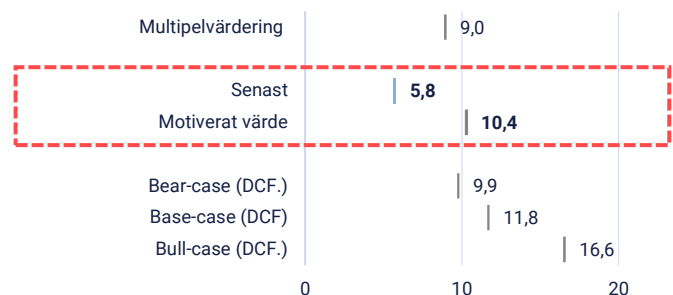 Multipelvärdering 9,0
Senast 5,8
Motiverat värde 10,4
Bear-case (DCF.) 9,9
Base-case (DCF) 11,8
Bull-case (DCF.) 16,6
0 10 20